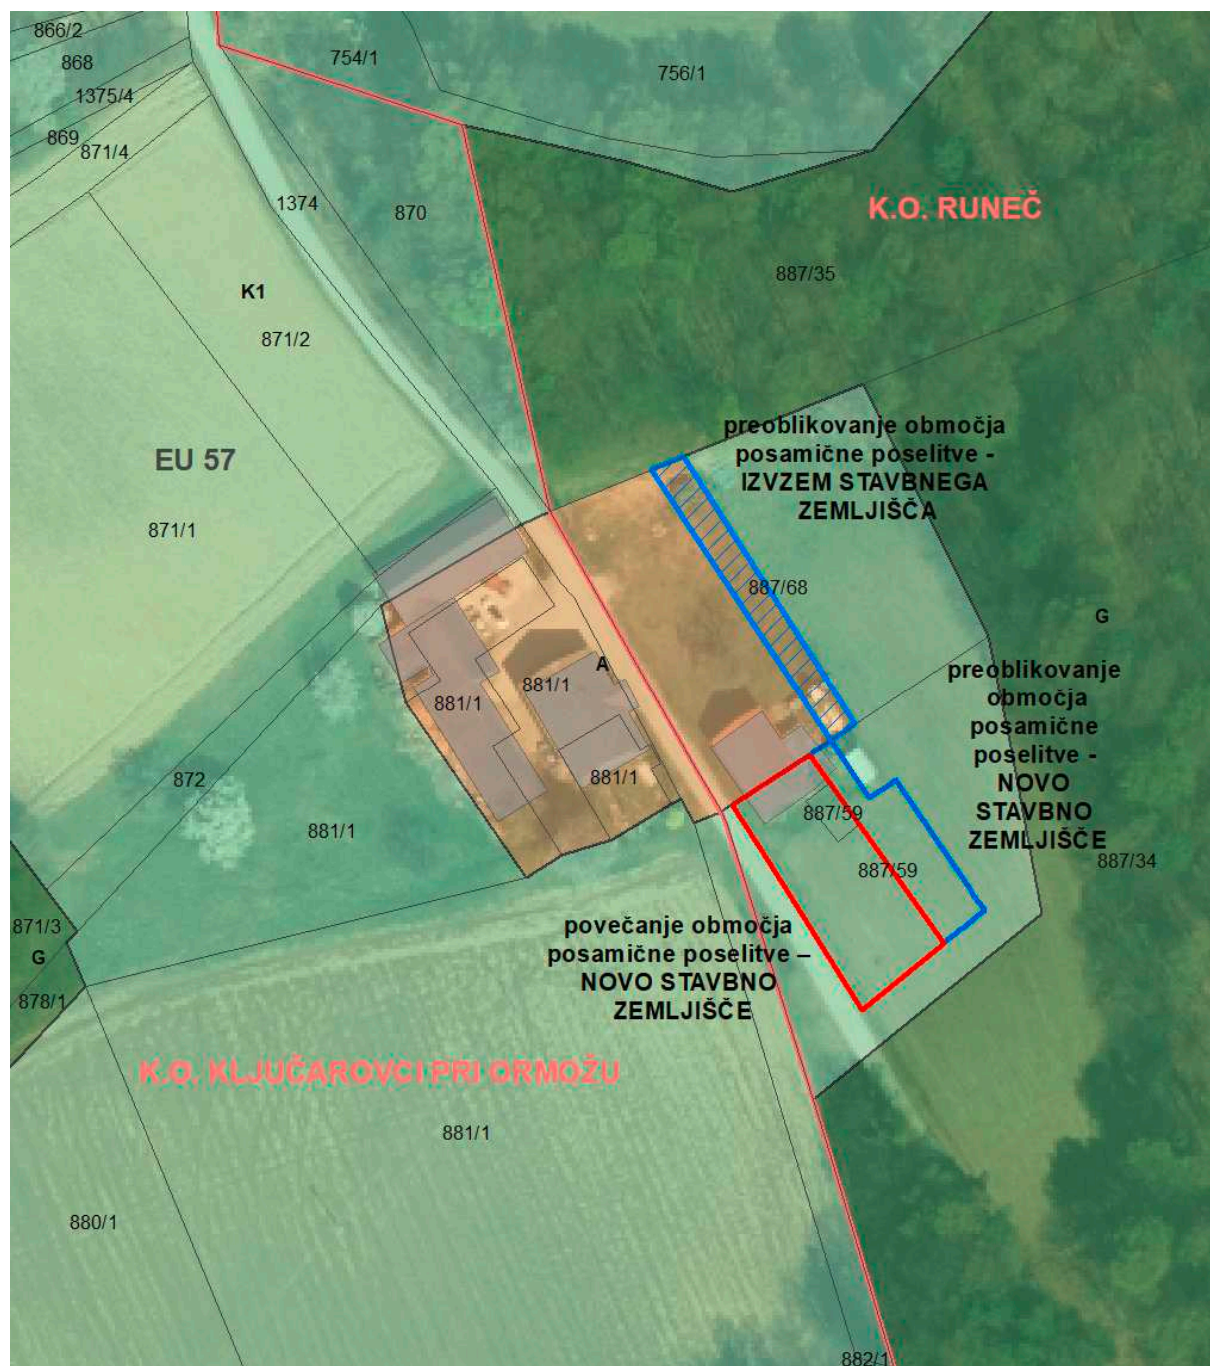 866/2
754/1
868
756/1
1375/4
869
871/4
1374
870
K.O. RUNEČ
887/35
K1
871/2
preoblikovanje območja
posamične poselitve -
IZVZEM STAVBNEGA
ZEMLJIŠČA
EU 57
871/1
887/68
G
preoblikovanje
območja
posamične
poselitve -
NOVO
STAVBNO
ZEMLJIŠČE
A
881/1
881/1
881/1
872
881/1
887/59
887/59
887/34
871/3
G
878/1
povečanje območja
posamične poselitve –
NOVO STAVBNO
ZEMLJIŠČE
K.O. KLJUČAROVCI PRI ORMOŽU
881/1
880/1
882/1